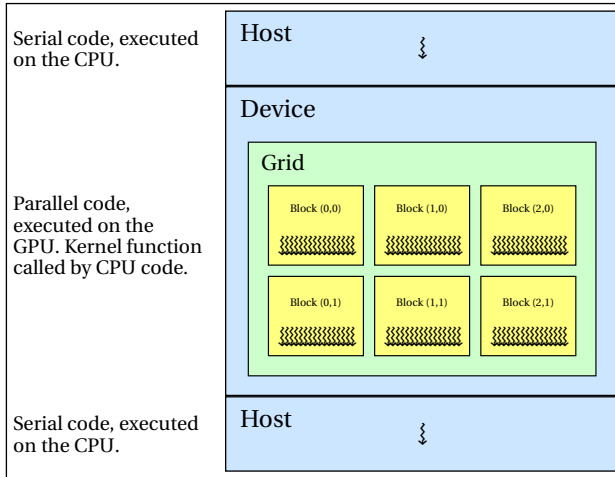 Serial code, executed
on the CPU.
Host
Device
Grid
Parallel code,
executed on the
GPU. Kernel function
called by CPU code.
Block (0,0)
Block (1,0)
Block (2,0)
Block (0,1)
Block (1,1)
Block (2,1)
Serial code, executed
on the CPU.
Host